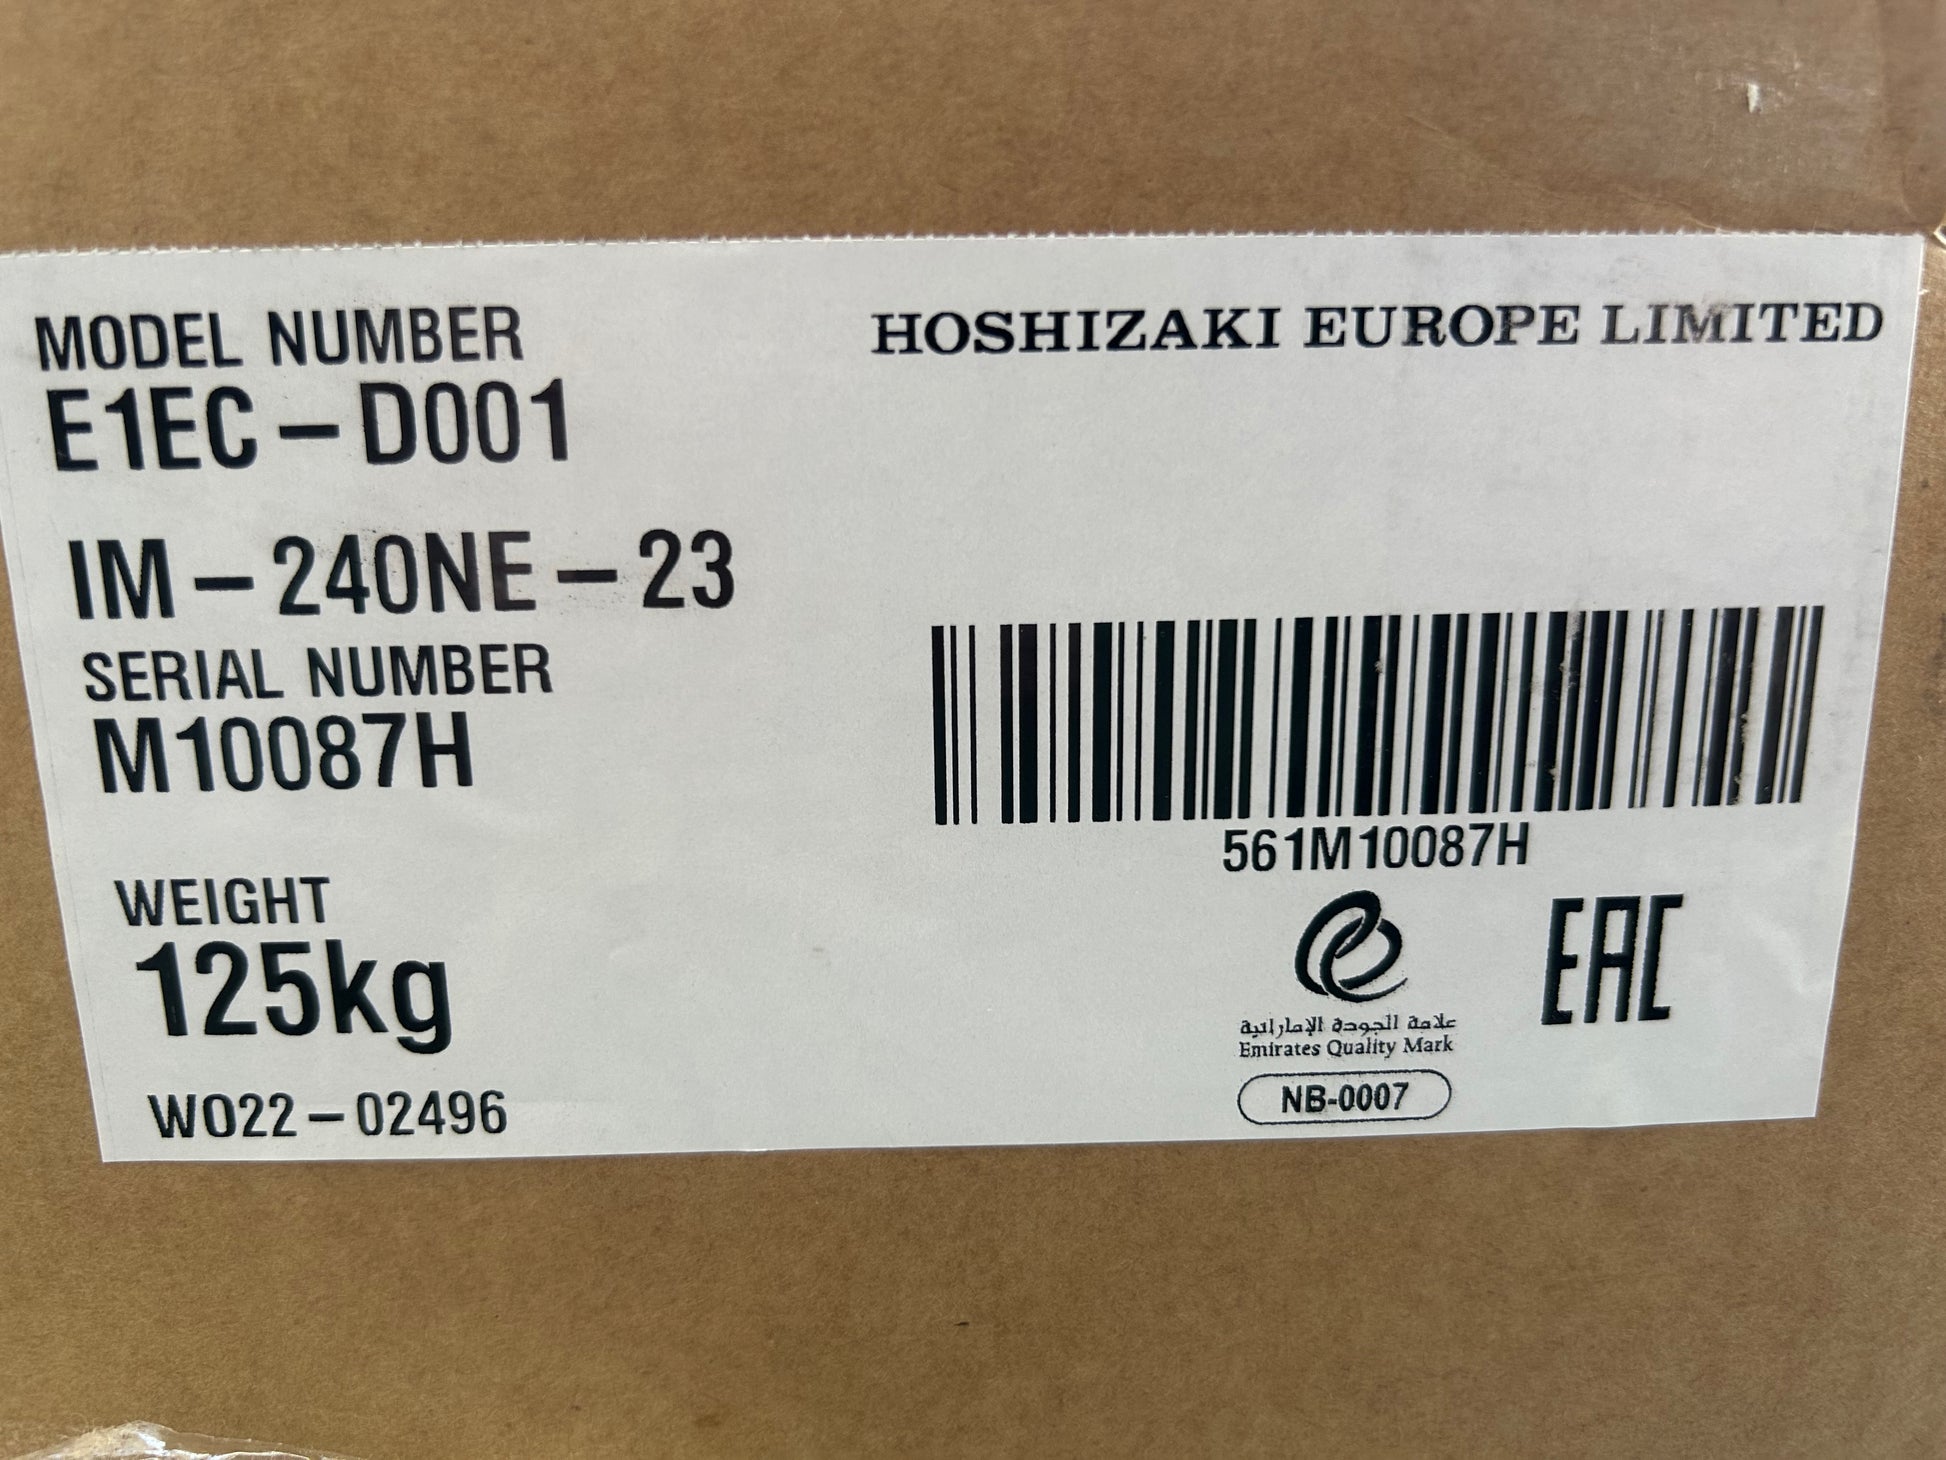 MODEL NUMBER
E1EC-D001
IM-240NE-23
SERIAL NUMBER
M10087H
WEIGHT
125kg
WO22-02496
HOSHIZAKI EUROPE LIMITED
561M10087H
علامة الجودة الإماراتية
Emirates Quality Mark
NB-0007
EAC